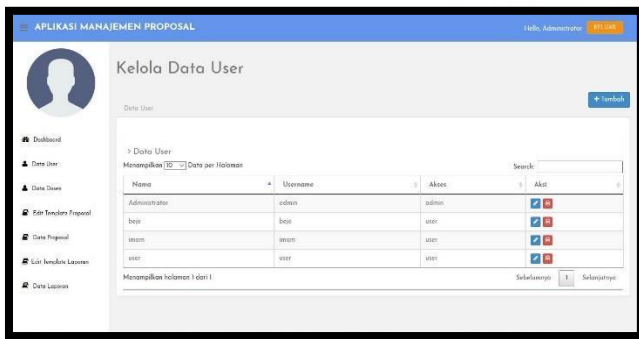 APLIKASI MANAJEMEN PROPOSAL
Hello, Administrator KELUAR
Kelola Data User
+ Tambah
Data User
Dashboard
Data User
Data Dosen
Edit Template Proposal
Data Proposal
Edit Template Laporan
Data Laporan
> Data User
Menampilkan 10 Data per Halaman
Search:
Nama Username Akses Aksi
Administrator admin admin
beje beje user
imam imam user
user user user
Menampilkan halaman 1 dari 1
Sebelumnya 1 Selanjutnya